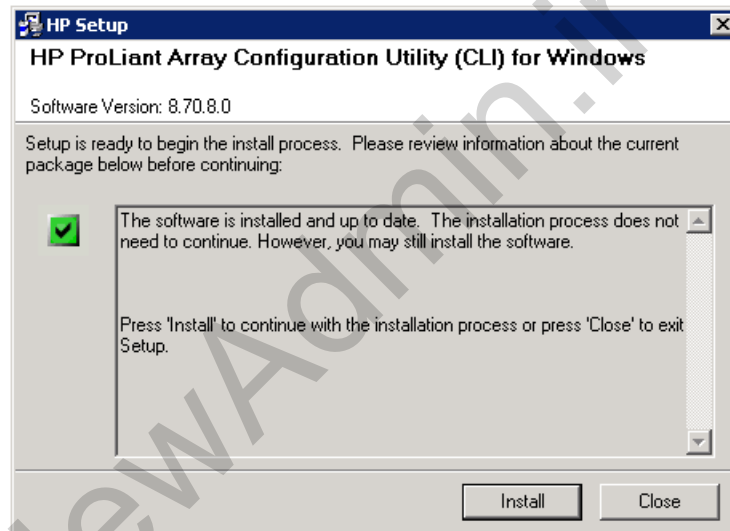 HP Setup
HP ProLiant Array Configuration Utility (CLI) for Windows
Software Version: 8.70.8.0
Setup is ready to begin the install process. Please review information about the current
package below before continuing:
The software is installed and up to date. The installation process does not
need to continue. However, you may still install the software.
Press 'Install' to continue with the installation process or press 'Close' to exit
Setup.
Install
Close
ewAdmin.ir